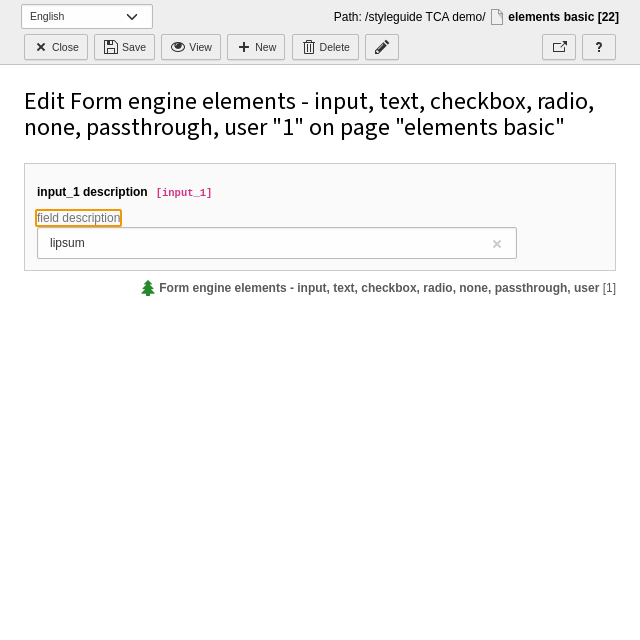 English
Path: /styleguide TCA demo/ elements basic [22]
Close Save View New Delete ?
Edit Form engine elements - input, text, checkbox, radio,
none, passthrough, user "1" on page "elements basic"
input_1 description [input_1]
field description
lipsum
Form engine elements - input, text, checkbox, radio, none, passthrough, user [1]